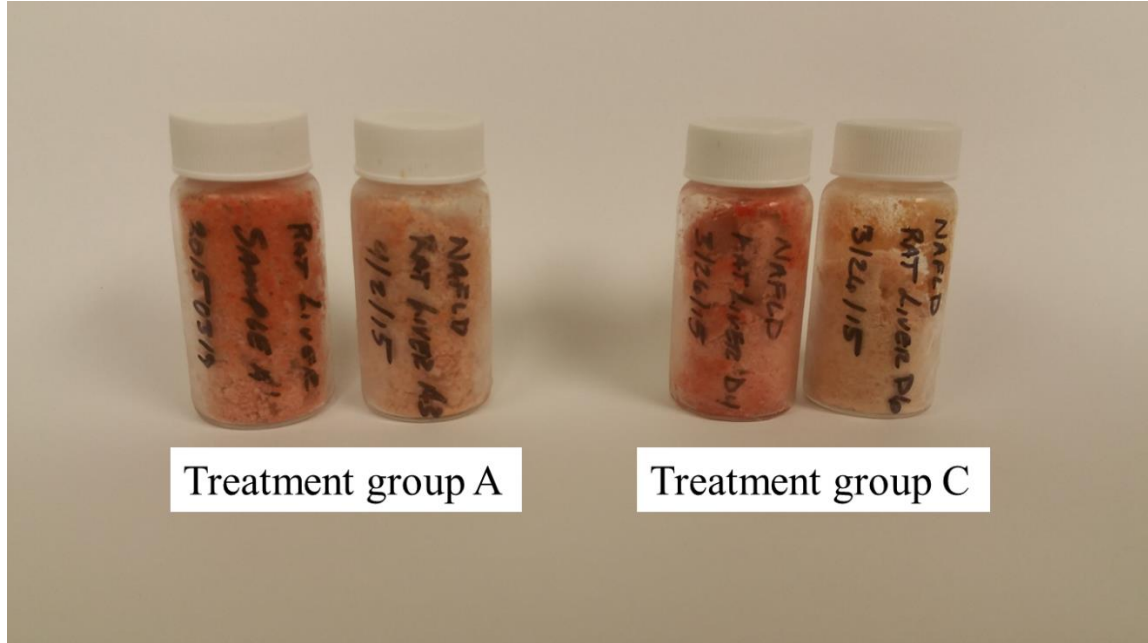 RAT LIVER
SAMPLE A1
20150319
NAFLD
RAT LIVER A3
4/2/15
NAFLD
RAT LIVER D4
3/26/15
NAFLD
RAT LIVER D6
3/26/15
Treatment group A
Treatment group C